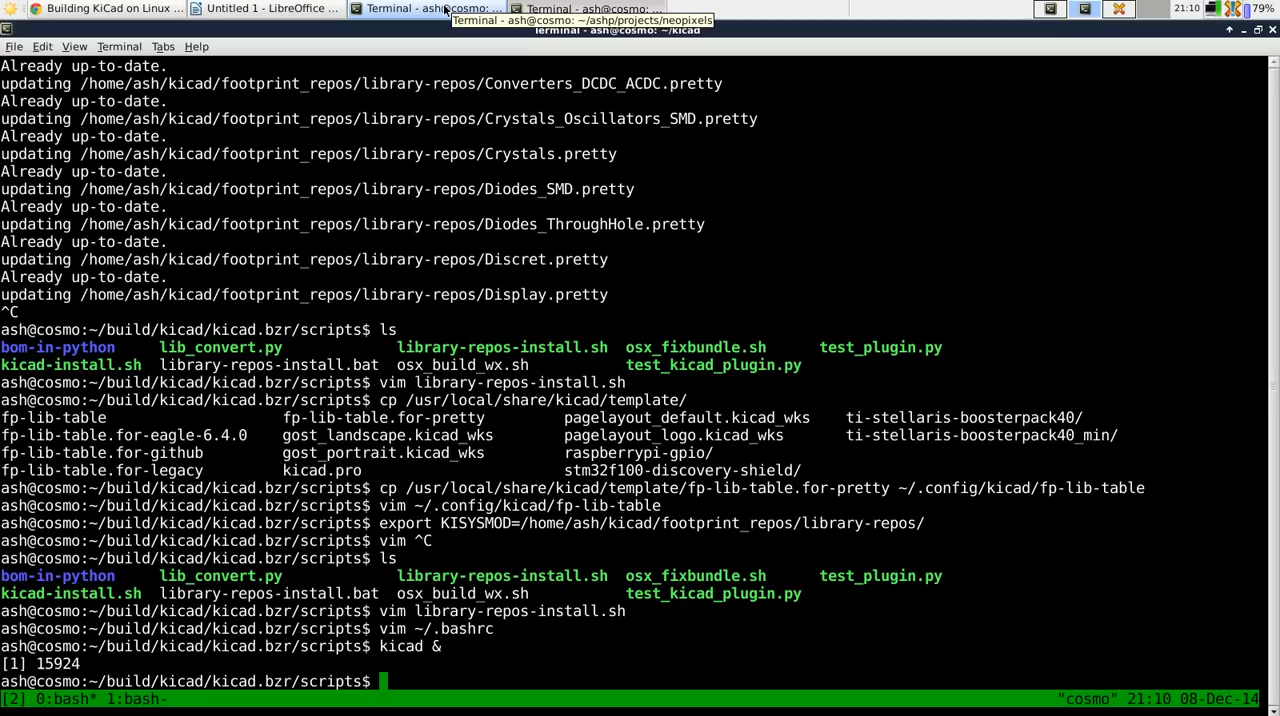 Building KiCad on Linux ... Untitled 1 - LibreOffice ... Terminal - ash@cosmo: ... Terminal - ash@cosmo: ~/... 21:10 79%
Terminal - ash@cosmo: ~/ashp/projects/neopixels
Terminal - ash@cosmo: ~/kicad
File Edit View Terminal Tabs Help
Already up-to-date.
updating /home/ash/kicad/footprint_repos/library-repos/Converters_DCDC_ACDC.pretty
Already up-to-date.
updating /home/ash/kicad/footprint_repos/library-repos/Crystals_Oscillators_SMD.pretty
Already up-to-date.
updating /home/ash/kicad/footprint_repos/library-repos/Crystals.pretty
Already up-to-date.
updating /home/ash/kicad/footprint_repos/library-repos/Diodes_SMD.pretty
Already up-to-date.
updating /home/ash/kicad/footprint_repos/library-repos/Diodes_ThroughHole.pretty
Already up-to-date.
updating /home/ash/kicad/footprint_repos/library-repos/Discret.pretty
Already up-to-date.
updating /home/ash/kicad/footprint_repos/library-repos/Display.pretty
^C
ash@cosmo:~/build/kicad/kicad.bzr/scripts$ ls
bom-in-python lib_convert.py library-repos-install.sh osx_fixbundle.sh test_plugin.py
kicad-install.sh library-repos-install.bat osx_build_wx.sh test_kicad_plugin.py
ash@cosmo:~/build/kicad/kicad.bzr/scripts$ vim library-repos-install.sh
ash@cosmo:~/build/kicad/kicad.bzr/scripts$ cp /usr/local/share/kicad/template/
fp-lib-table fp-lib-table.for-pretty pagelayout_default.kicad_wks ti-stellaris-boosterpack40/
fp-lib-table.for-eagle-6.4.0 gost_landscape.kicad_wks pagelayout_logo.kicad_wks ti-stellaris-boosterpack40_min/
fp-lib-table.for-github gost_portrait.kicad_wks raspberrypi-gpio/
fp-lib-table.for-legacy kicad.pro stm32f100-discovery-shield/
ash@cosmo:~/build/kicad/kicad.bzr/scripts$ cp /usr/local/share/kicad/template/fp-lib-table.for-pretty ~/.config/kicad/fp-lib-table
ash@cosmo:~/build/kicad/kicad.bzr/scripts$ vim ~/.config/kicad/fp-lib-table
ash@cosmo:~/build/kicad/kicad.bzr/scripts$ export KISYSMOD=/home/ash/kicad/footprint_repos/library-repos/
ash@cosmo:~/build/kicad/kicad.bzr/scripts$ vim ^C
ash@cosmo:~/build/kicad/kicad.bzr/scripts$ ls
bom-in-python lib_convert.py library-repos-install.sh osx_fixbundle.sh test_plugin.py
kicad-install.sh library-repos-install.bat osx_build_wx.sh test_kicad_plugin.py
ash@cosmo:~/build/kicad/kicad.bzr/scripts$ vim library-repos-install.sh
ash@cosmo:~/build/kicad/kicad.bzr/scripts$ vim ~/.bashrc
ash@cosmo:~/build/kicad/kicad.bzr/scripts$ kicad &
[1] 15924
ash@cosmo:~/build/kicad/kicad.bzr/scripts$
[2] 0:bash* 1:bash- "cosmo" 21:10 08-Dec-14